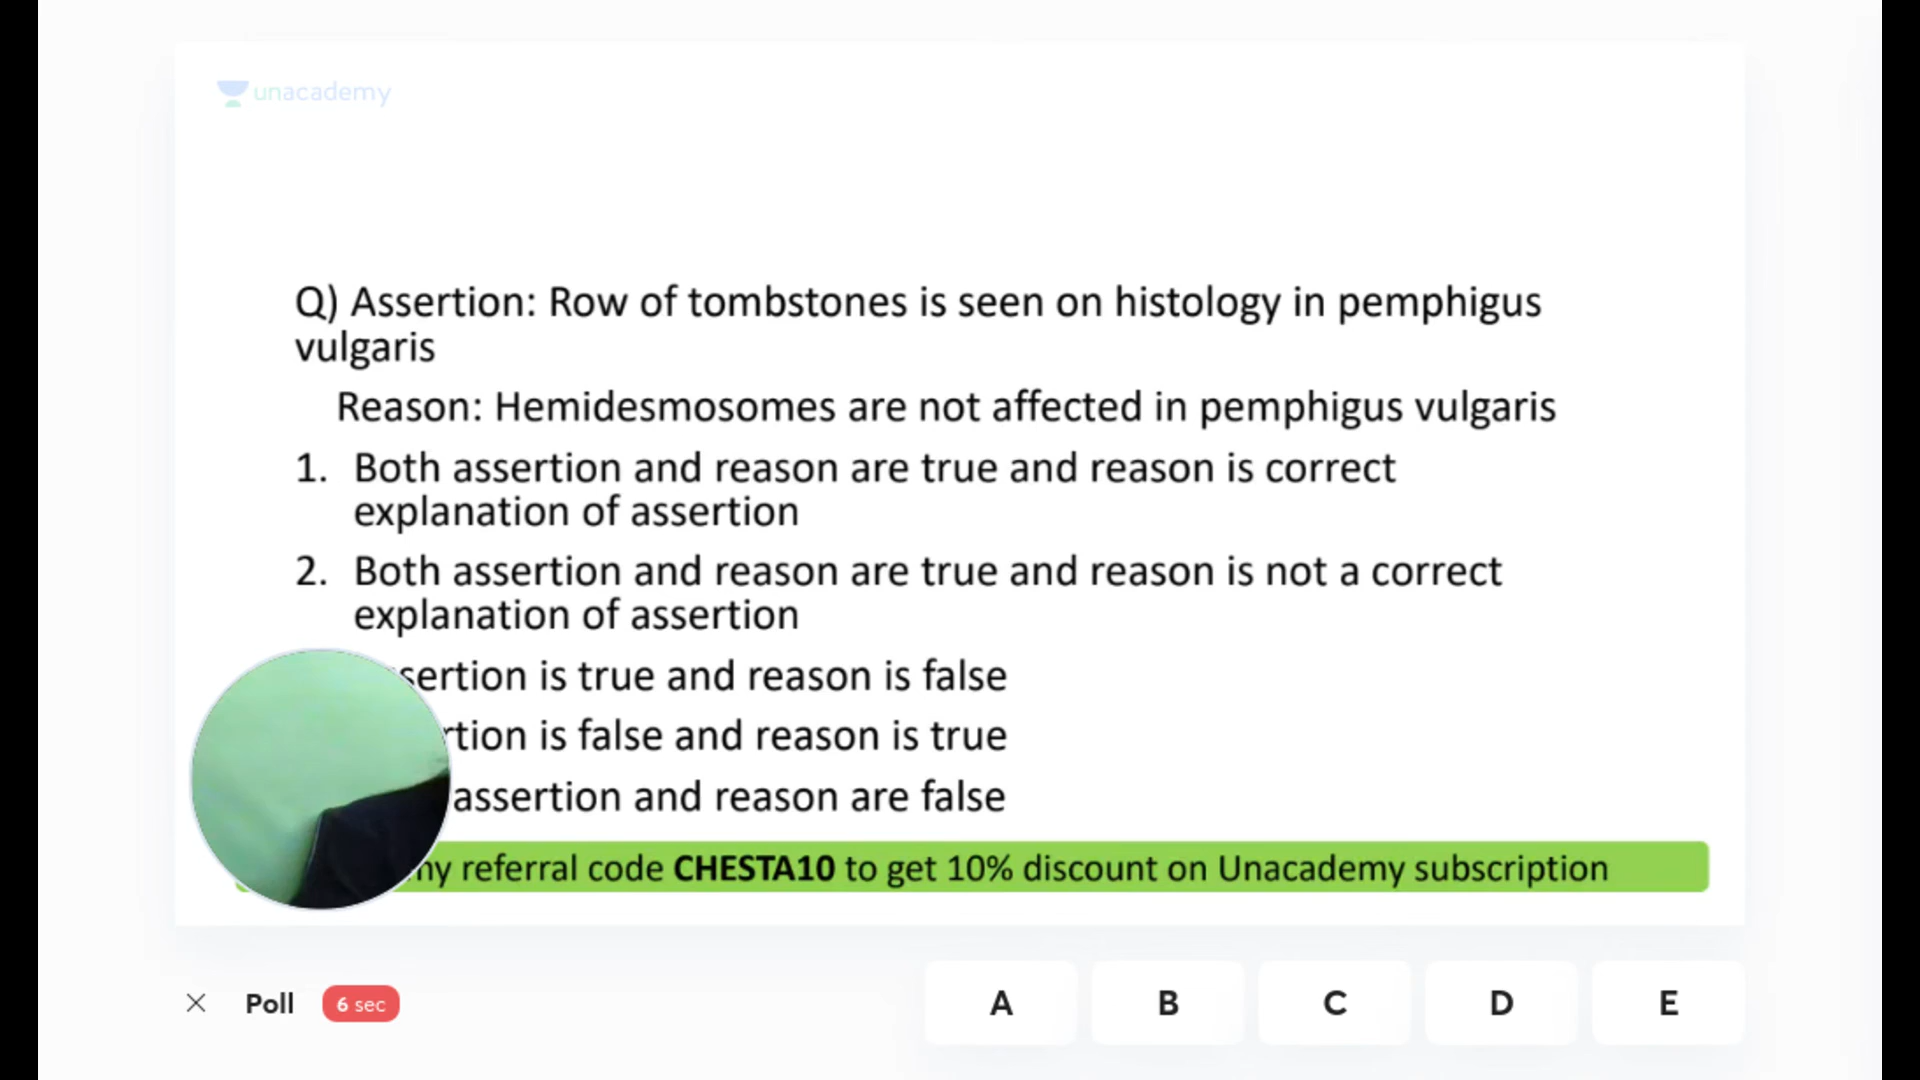 unacademy
Q) Assertion: Row of tombstones is seen on histology in pemphigus
vulgaris
Reason: Hemidesmosomes are not affected in pemphigus vulgaris
1. Both assertion and reason are true and reason is correct
explanation of assertion
2. Both assertion and reason are true and reason is not a correct
explanation of assertion
is true and reason is false
is false and reason is true
assertion and reason are false
referral code CHESTA10 to get 10% discount on Unacademy subscription
Poll 6 sec A B C D E